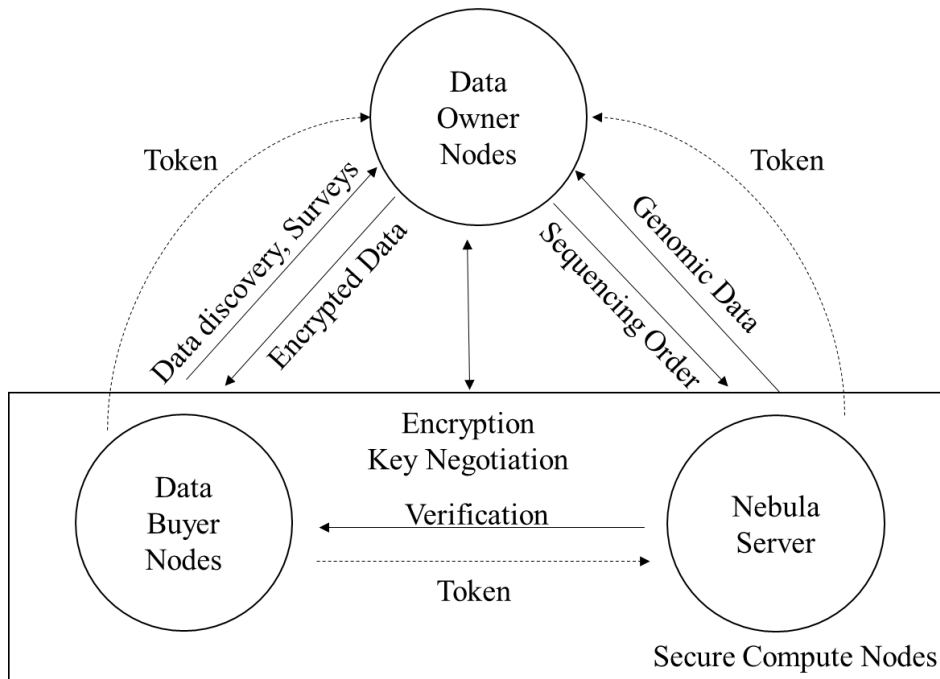 Data
Owner
Nodes
Token
Token
Data discovery, Surveys
Encrypted Data
Sequencing Order
Genomic Data
Encryption
Key Negotiation
Data
Buyer
Nodes
Verification
Token
Nebula
Server
Secure Compute Nodes